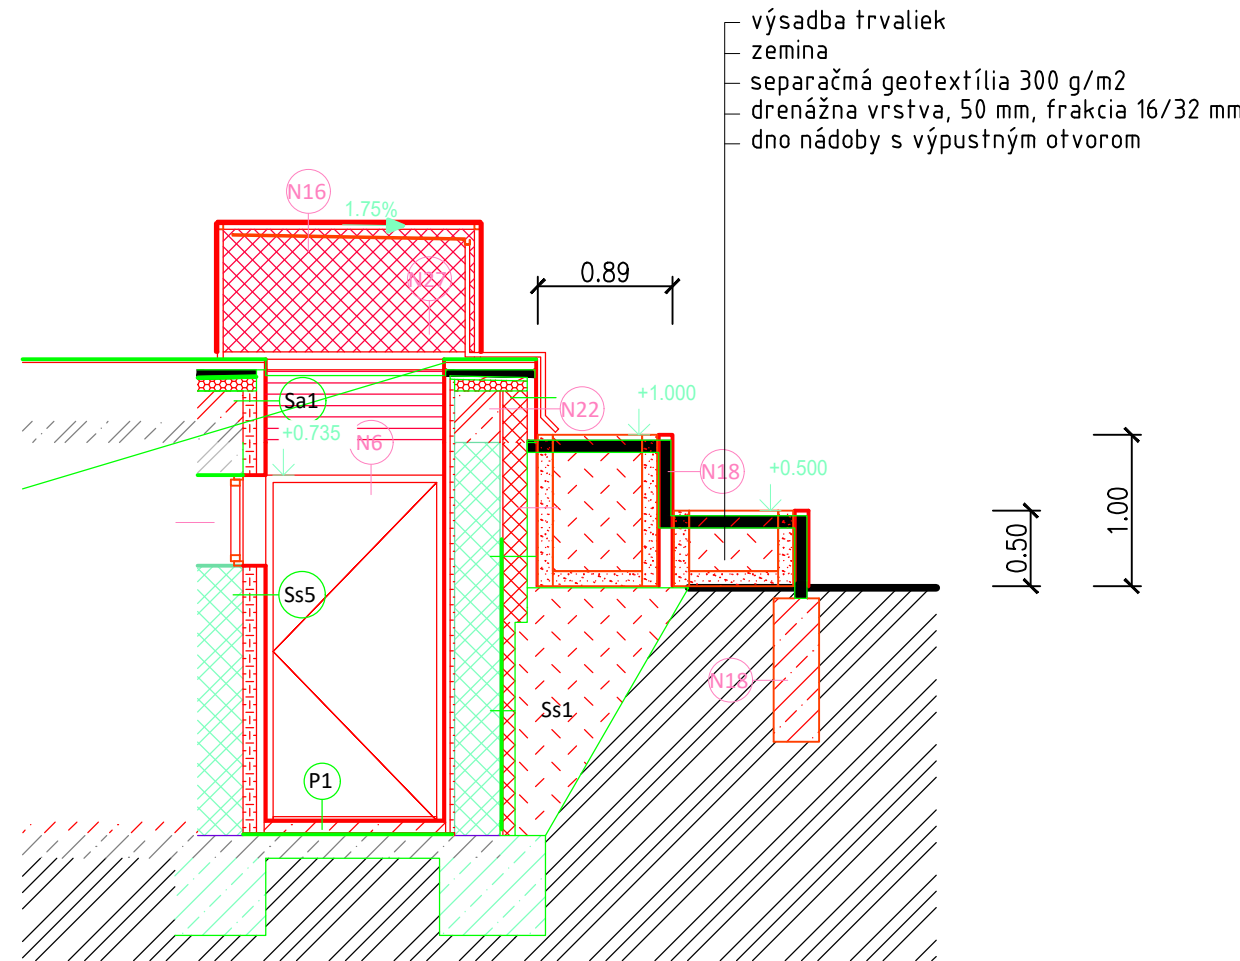 výsadba trvaliek
zemina
separačmá geotextília 300 g/m2
drenážna vrstva, 50 mm, frakcia 16/32 mm
dno nádoby s výpustným otvorom
N16
1.75%
N27
0.89
Sa1
+1.000
N22
+0.735
N6
N18
+0.500
1.00
0.50
Ss5
N18
Ss1
P1